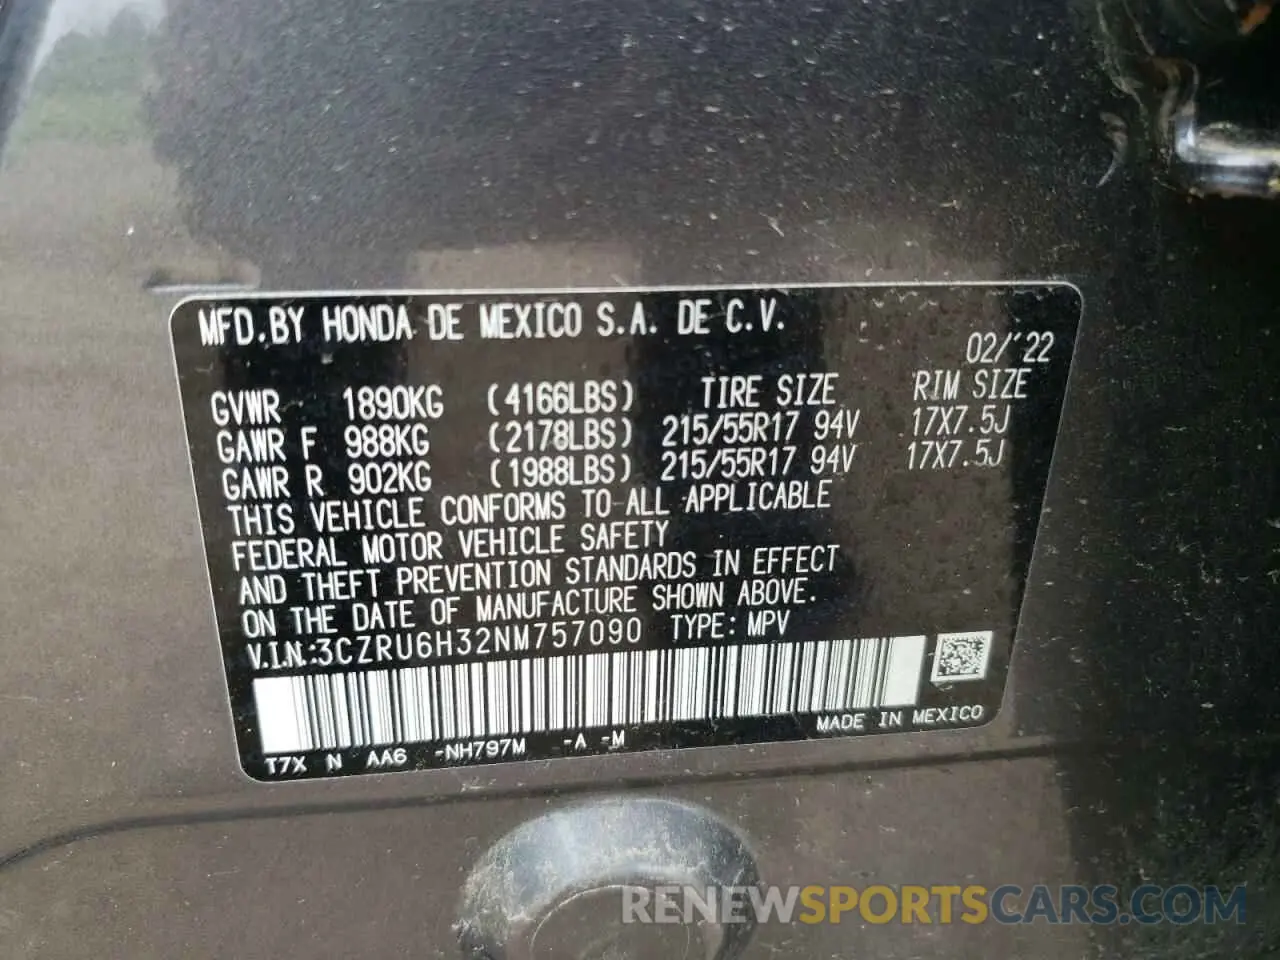 MFD.BY HONDA DE MEXICO S.A. DE C.V.
02/'22
GVWR 1890KG (4166LBS) TIRE SIZE RIM SIZE
GAWR F 988KG (2178LBS) 215/55R17 94V 17X7.5J
GAWR R 902KG (1988LBS) 215/55R17 94V 17X7.5J
THIS VEHICLE CONFORMS TO ALL APPLICABLE
FEDERAL MOTOR VEHICLE SAFETY
AND THEFT PREVENTION STANDARDS IN EFFECT
ON THE DATE OF MANUFACTURE SHOWN ABOVE.
V.I.N.:3CZRU6H32NM757090 TYPE: MPV
MADE IN MEXICO
T7X N AA6 -NH797M -A -M
RENEWSPORTSCARS.COM